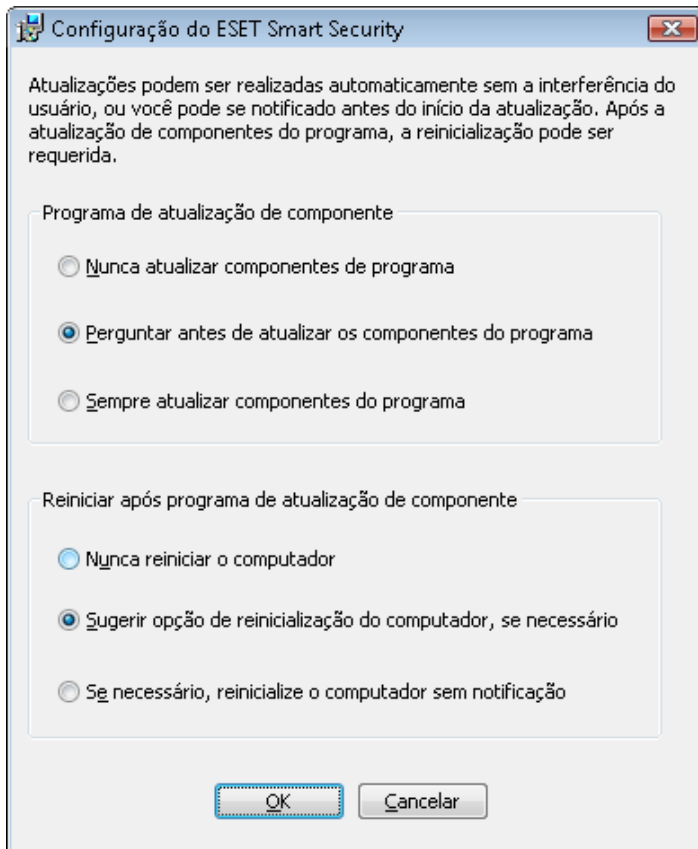 Configuração do ESET Smart Security
Atualizações podem ser realizadas automaticamente sem a interferência do
usuário, ou você pode se notificado antes do início da atualização. Após a
atualização de componentes do programa, a reinicialização pode ser
requerida.
Programa de atualização de componente
Nunca atualizar componentes de programa
Perguntar antes de atualizar os componentes do programa
Sempre atualizar componentes do programa
Reiniciar após programa de atualização de componente
Nunca reiniciar o computador
Sugerir opção de reinicialização do computador, se necessário
Se necessário, reinicialize o computador sem notificação
OK
Cancelar